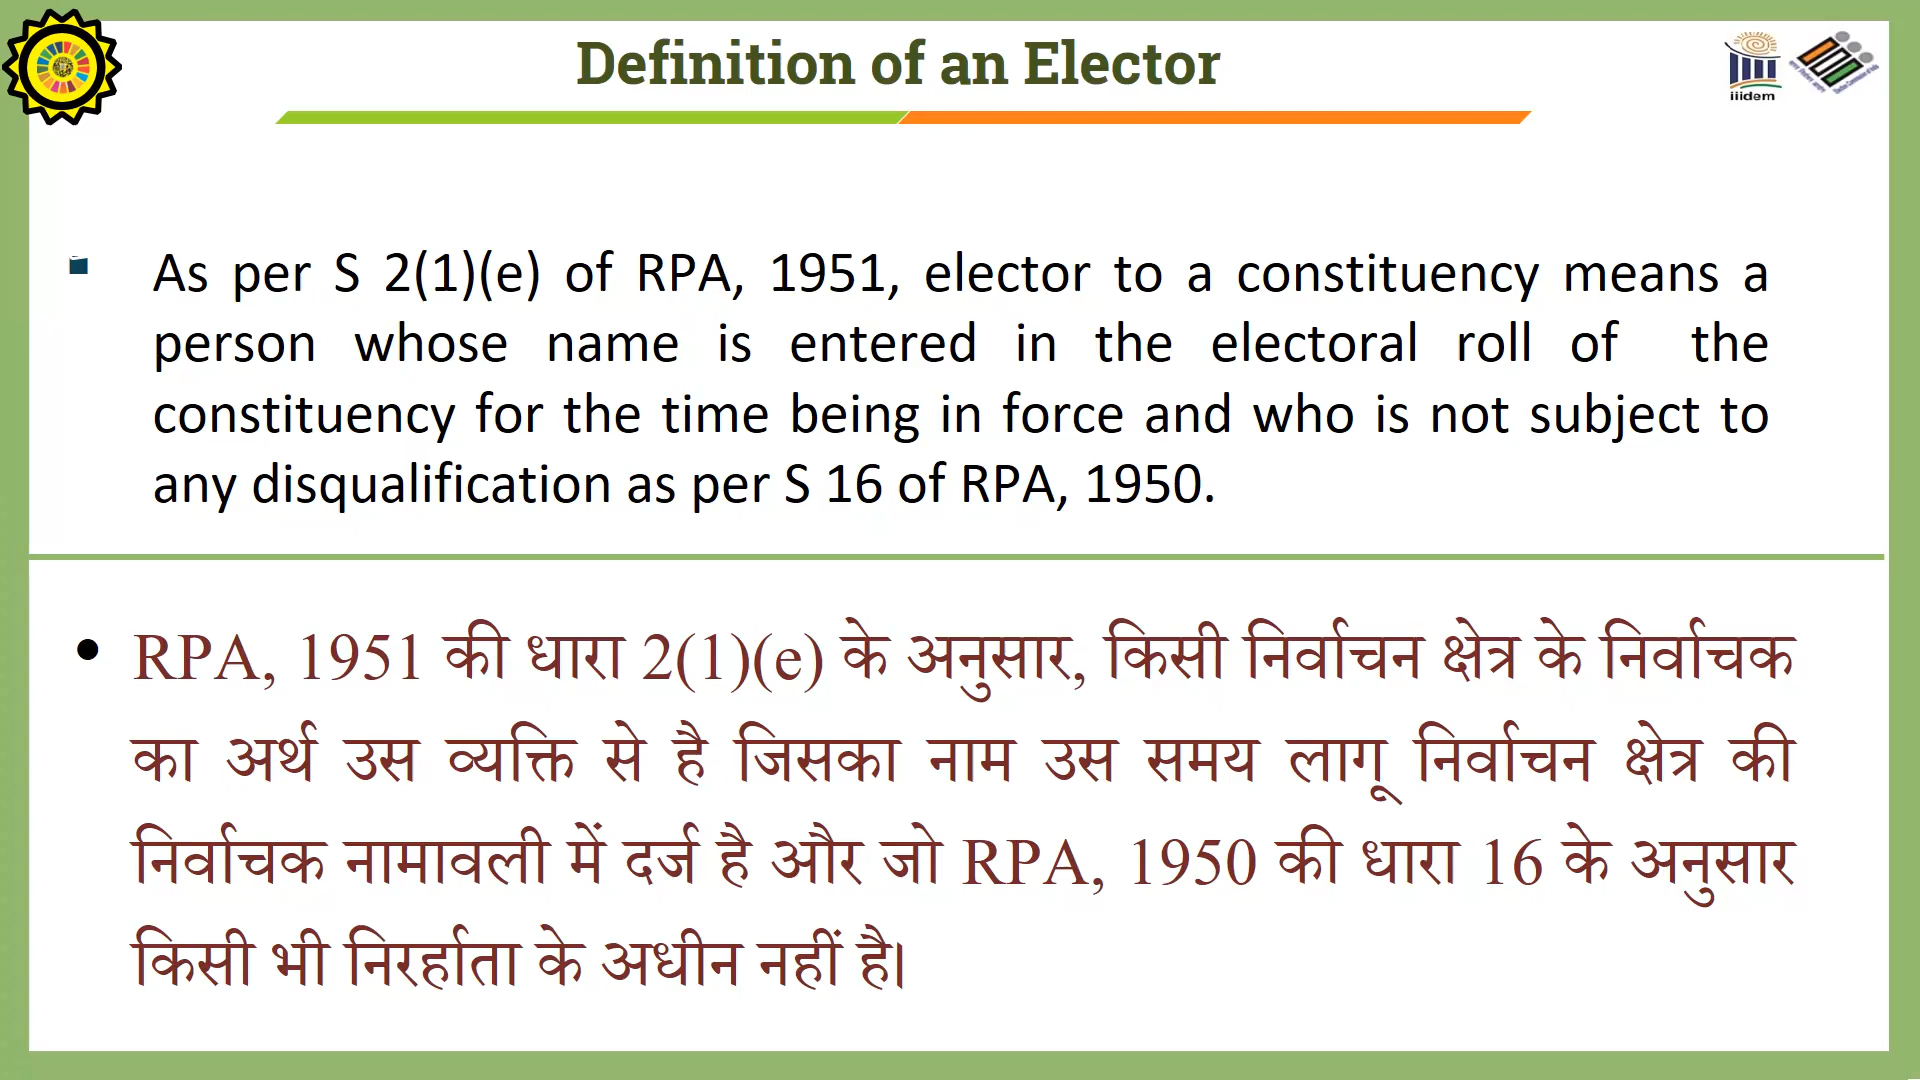 Definition of an Elector
iiidem
As per S 2(1)(e) of RPA, 1951, elector to a constituency means a
person whose name is entered in the electoral roll of the
constituency for the time being in force and who is not subject to
any disqualification as per S 16 of RPA, 1950.
• RPA, 1951 की धारा 2(1)(e) के अनुसार, किसी निर्वाचन क्षेत्र के निर्वाचक
का अर्थ उस व्यक्ति से है जिसका नाम उस समय लागू निर्वाचन क्षेत्र की
निर्वाचक नामावली में दर्ज है और जो RPA, 1950 की धारा 16 के अनुसार
किसी भी निरर्हाता के अधीन नहीं है।